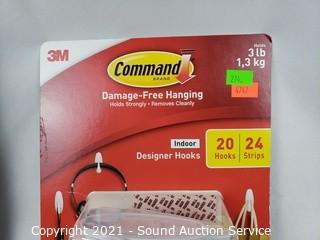 3M
Command
BRAND
Damage-Free Hanging
Holds Strongly • Removes Cleanly
Holds
3 lb
1,3 kg
Indoor
Designer Hooks
20 Hooks
24 Strips
Copyright 2021 - Sound Auction Service